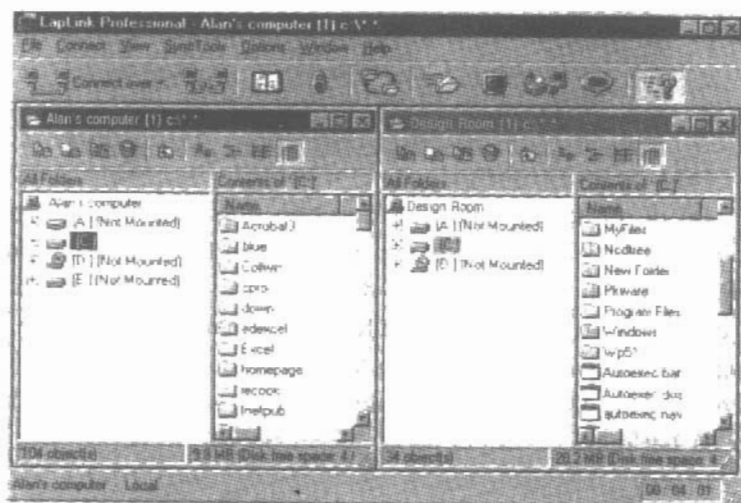 LapLink Professional - Alan's computer [1] c:\*.*
File Connect View SyncTools Options Window Help
Connect over
Alan's computer [1] c:\*.*
All Folders
Contents of [C:]
Alan's computer
[A:] [Not Mounted]
[C:]
[D:] [Not Mounted]
[E:] [Not Mounted]
Name
Acrobat3
blue
cpro
down
edexcel
Excel
homepage
Inetpub
104 object(s)
MB (Disk free space: 4
Design Room [1] c:\*.*
All Folders
Contents of [C:]
Design Room
[A:] [Not Mounted]
[C:]
[D:] [Not Mounted]
Name
MyFiles
New Folder
Pkware
Program Files
Windows
Wp51
Autoexec.bat
Autoexec.dos
autoexec.nav
34 object(s)
MB (Disk free space: 4
Alan's computer - Local